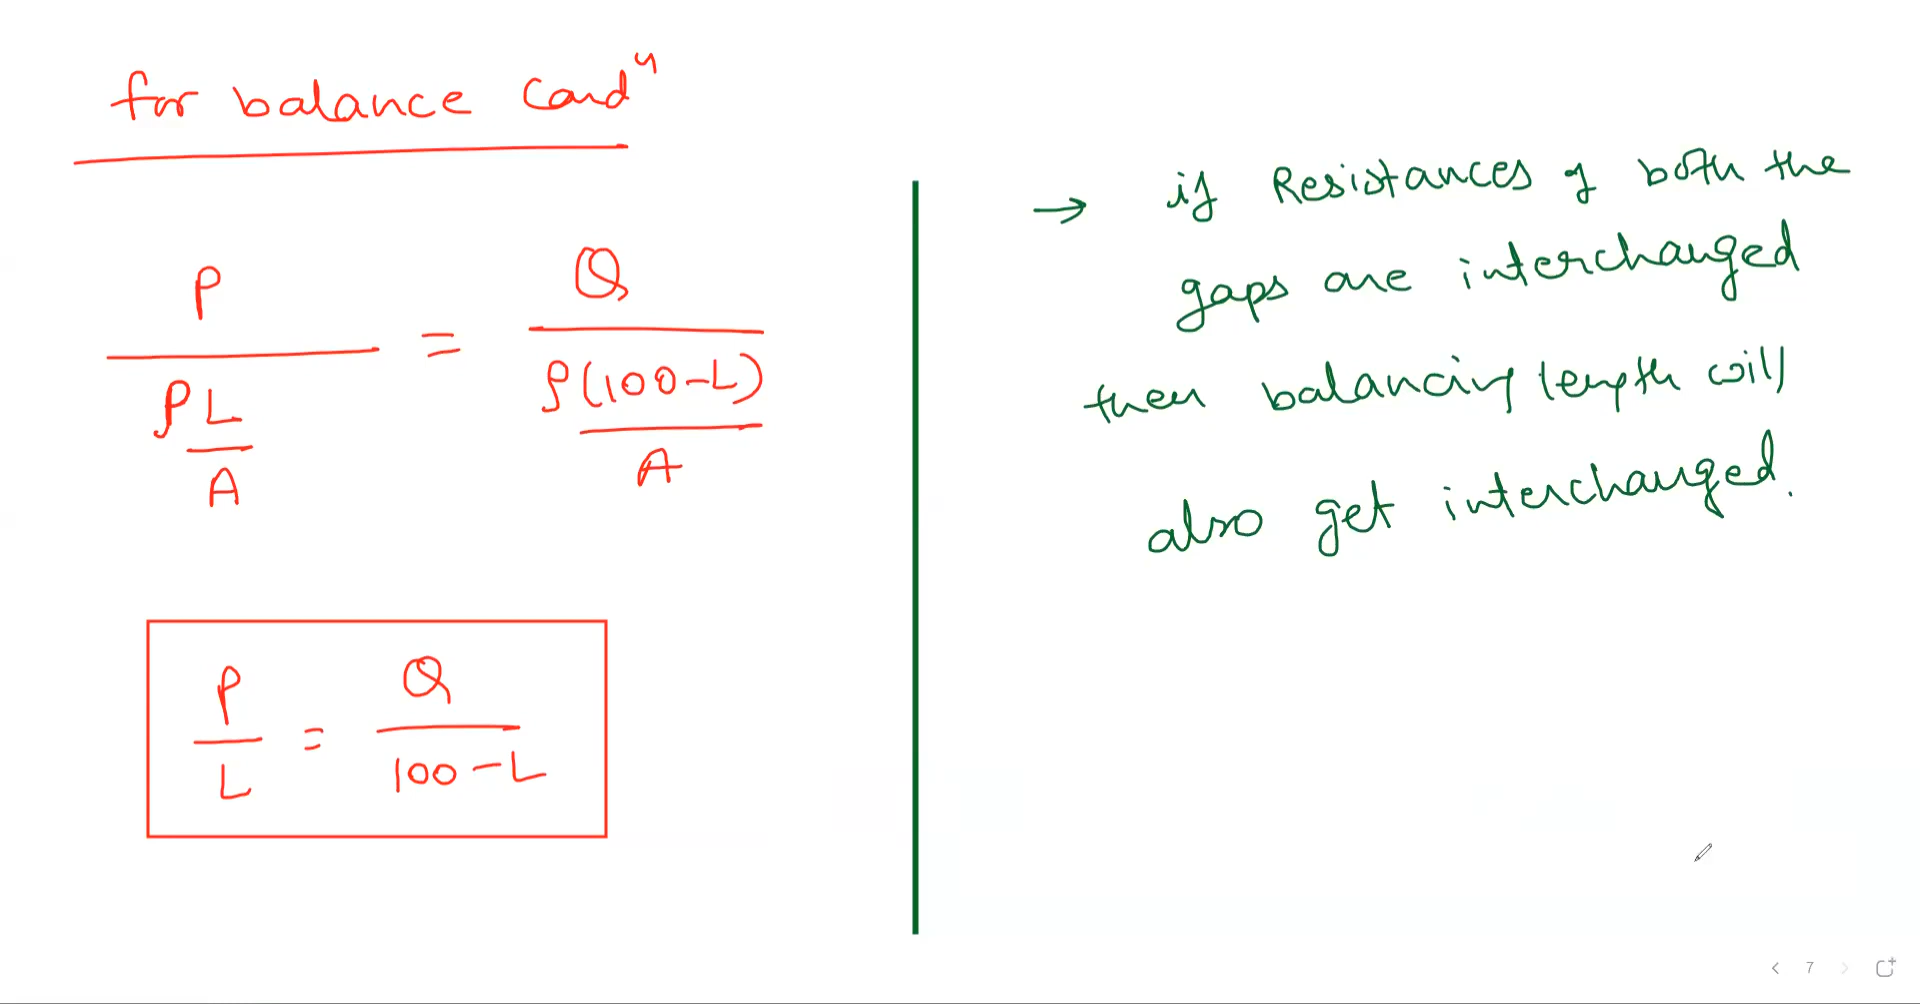 for balance condⁿ
P/(ρL/A) = Q/(ρ(100-L)/A)
P/L = Q/(100-L)
→ if Resistances of both the
gaps are interchanged
then balancing length will
also get interchanged.
7